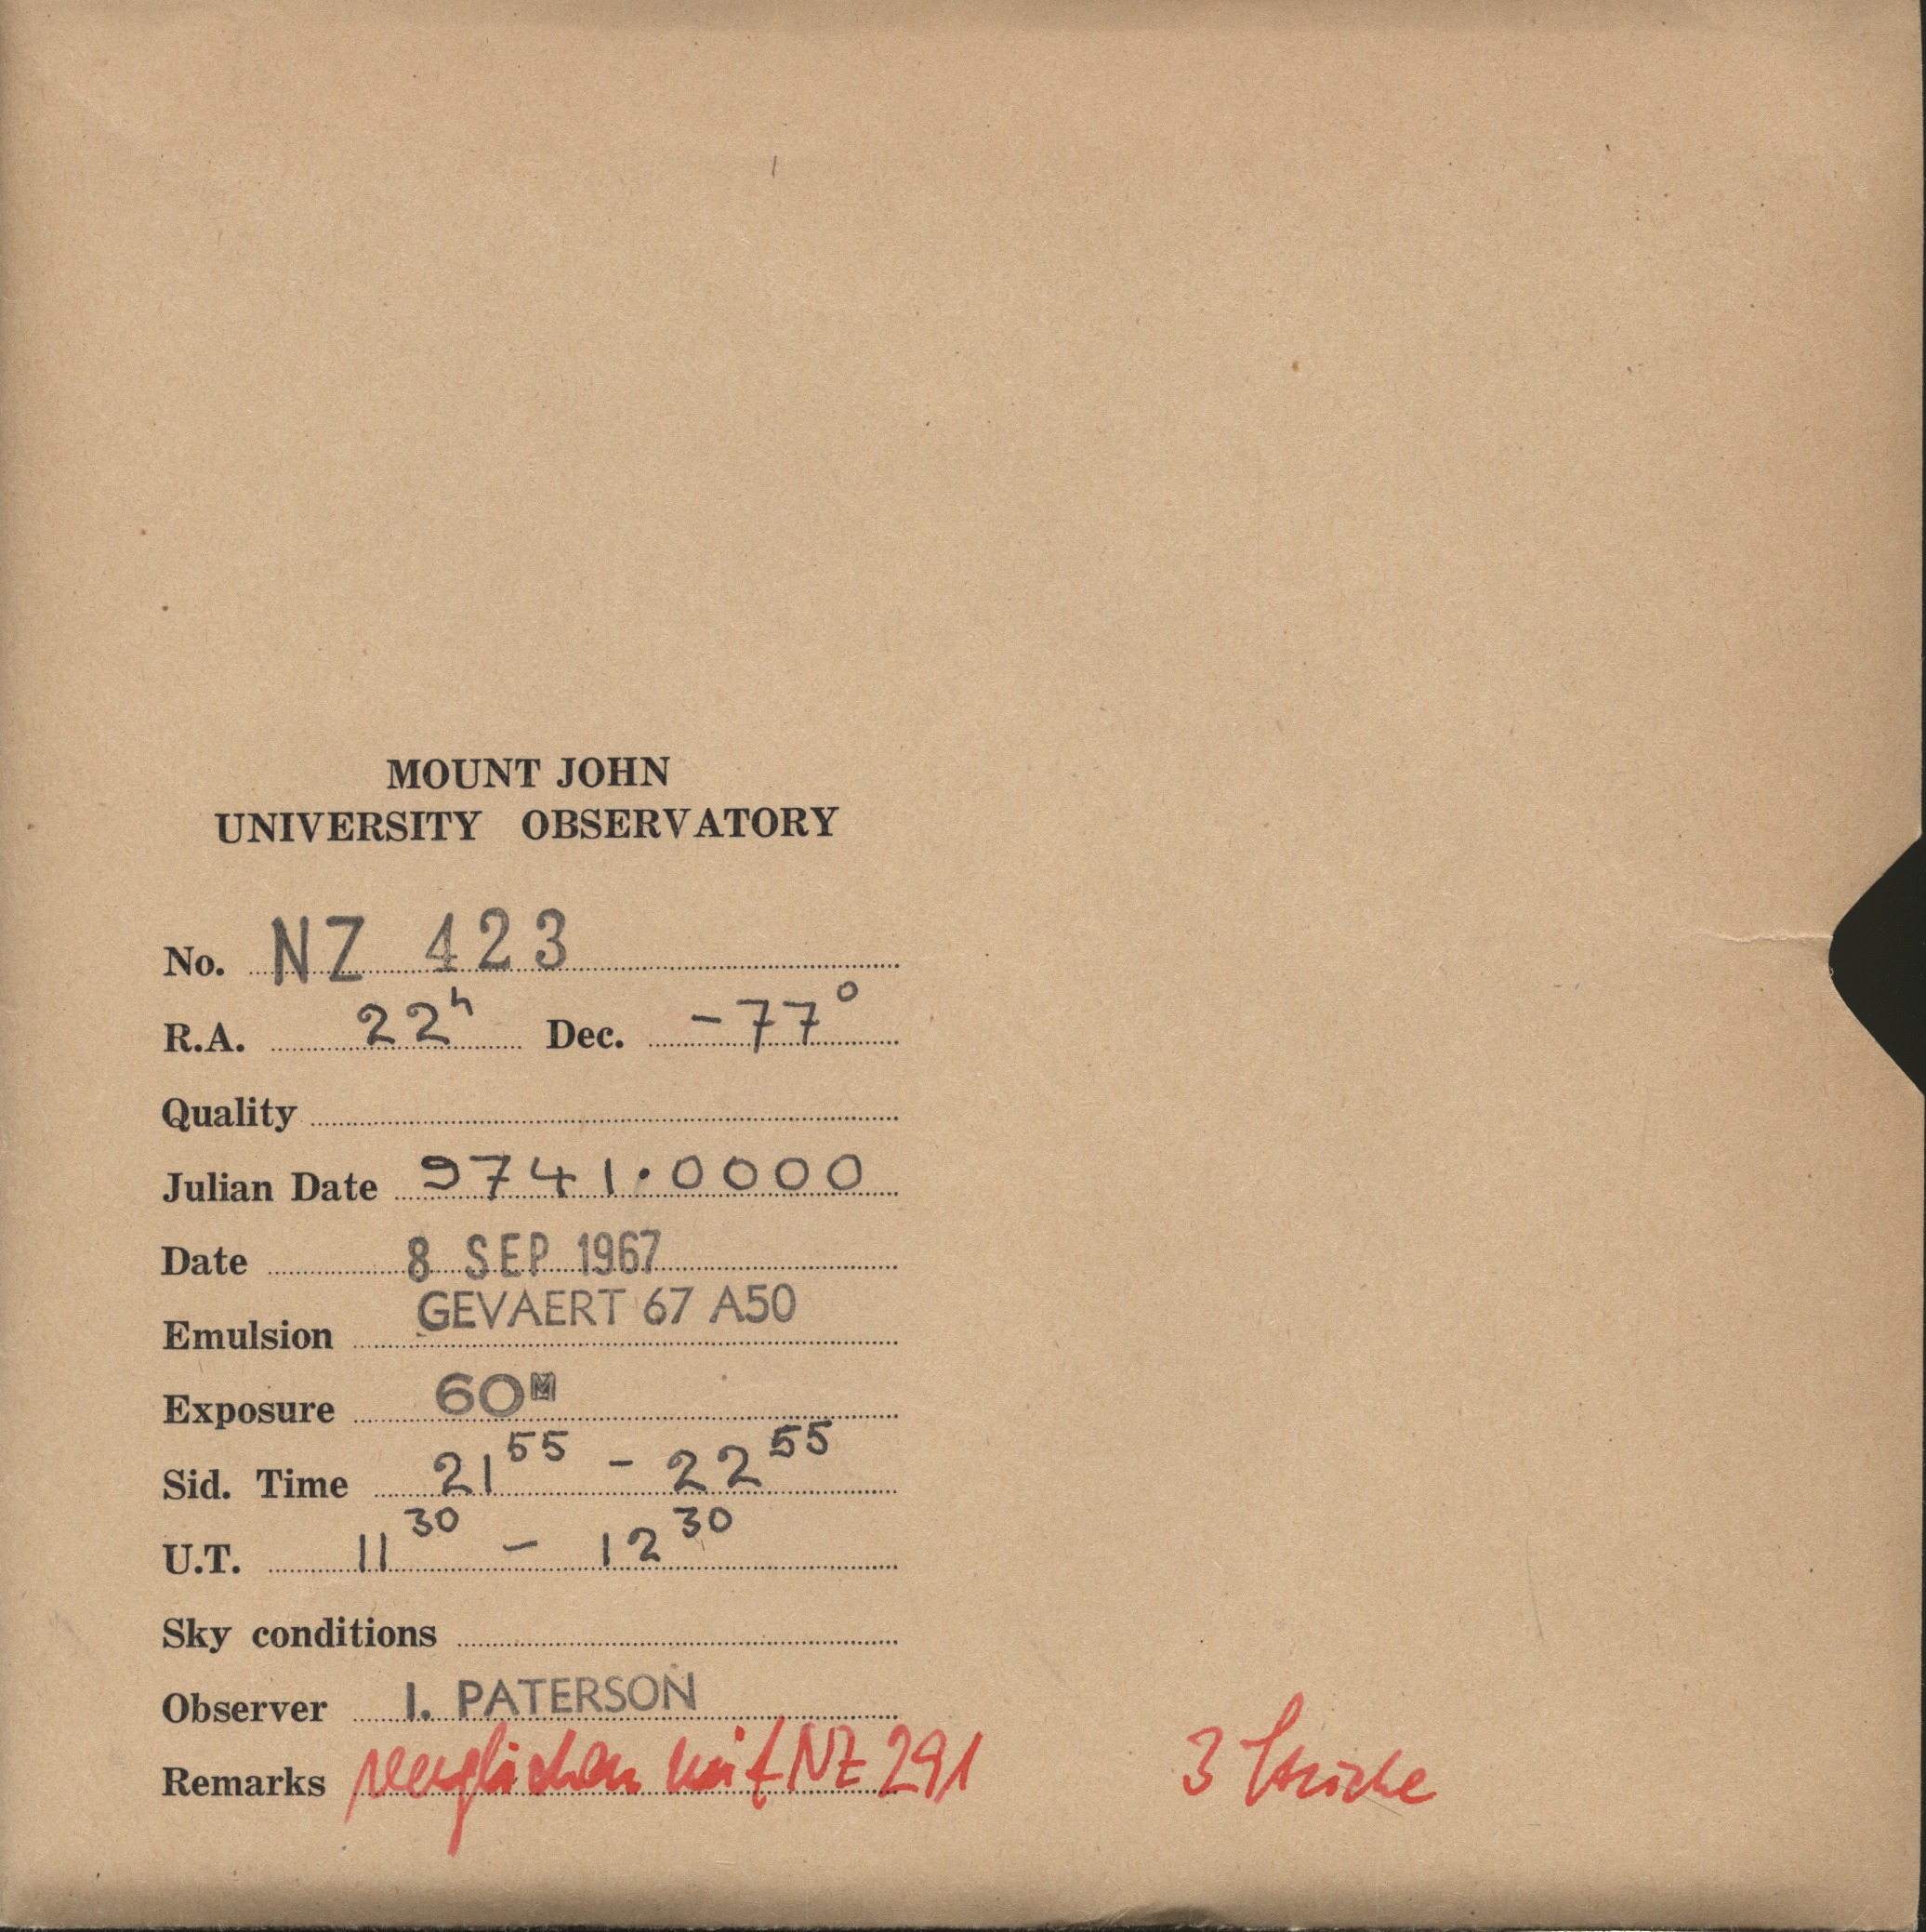 MOUNT JOHN
UNIVERSITY OBSERVATORY
No. NZ 423
R.A. 22h Dec. -77°
Quality
Julian Date 9741.0000
Date 8 SEP 1967
Emulsion GEVAERT 67 A50
Exposure 60M
Sid. Time 21 55 - 22 55
U.T. 11 30 - 12 30
Sky conditions
Observer I. PATERSON
Remarks verglichen mit NZ 291 3 Striche